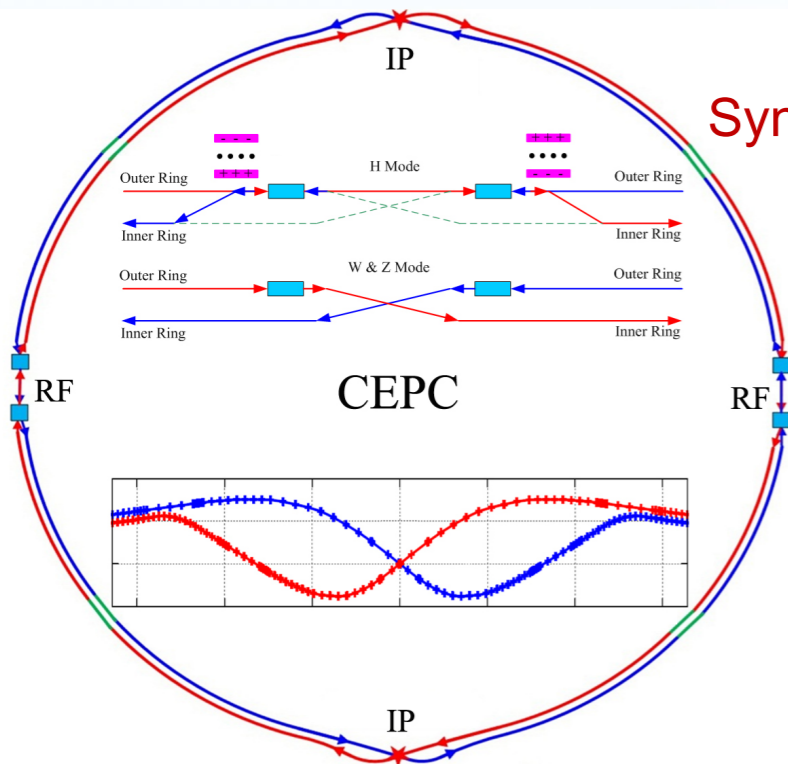 IP
Syn
- - -
+ + +
H Mode
Outer Ring
Outer Ring
+ + +
- - -
Inner Ring
Inner Ring
W & Z Mode
Outer Ring
Outer Ring
Inner Ring
Inner Ring
RF
CEPC
RF
IP